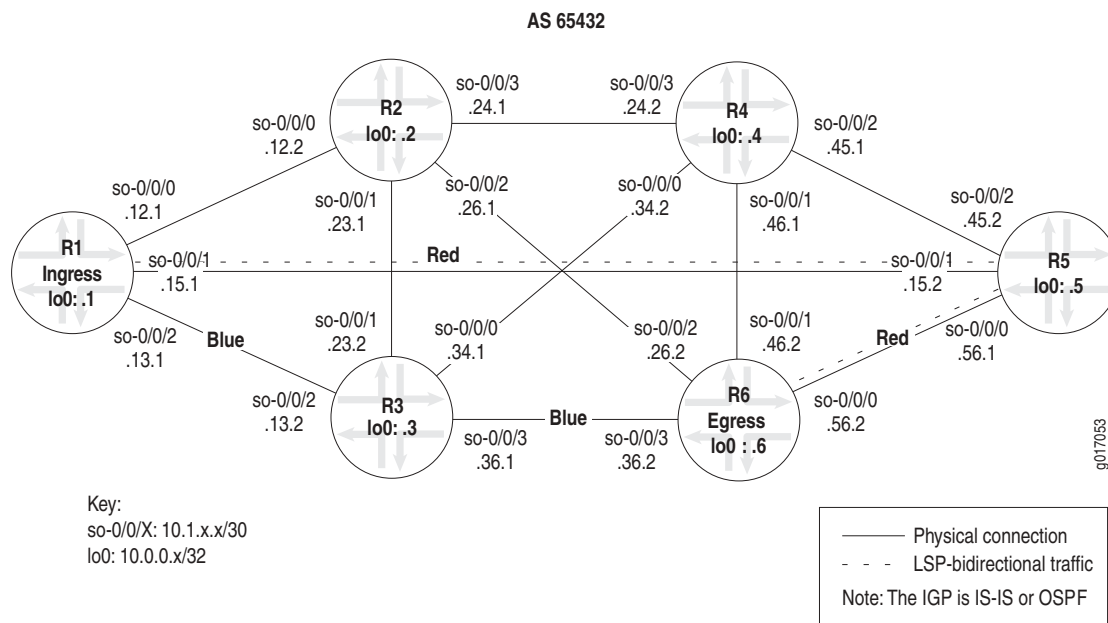 AS 65432
R2
lo0: .2
so-0/0/3
.24.1
so-0/0/3
.24.2
R4
lo0: .4
so-0/0/0
.12.2
so-0/0/2
.45.1
so-0/0/0
.12.1
so-0/0/1
.23.1
so-0/0/2
.26.1
so-0/0/0
.34.2
so-0/0/1
.46.1
so-0/0/2
.45.2
R1
Ingress
lo0: .1
so-0/0/1
.15.1
Red
so-0/0/1
.15.2
R5
lo0: .5
so-0/0/2
.13.1
Blue
so-0/0/1
.23.2
so-0/0/0
.34.1
so-0/0/2
.26.2
so-0/0/1
.46.2
Red
so-0/0/0
.56.1
so-0/0/2
.13.2
R3
lo0: .3
so-0/0/3
.36.1
Blue
so-0/0/3
.36.2
R6
Egress
lo0 : .6
so-0/0/0
.56.2
g017053
Key:
so-0/0/X: 10.1.x.x/30
lo0: 10.0.0.x/32
Physical connection
LSP-bidirectional traffic
Note: The IGP is IS-IS or OSPF